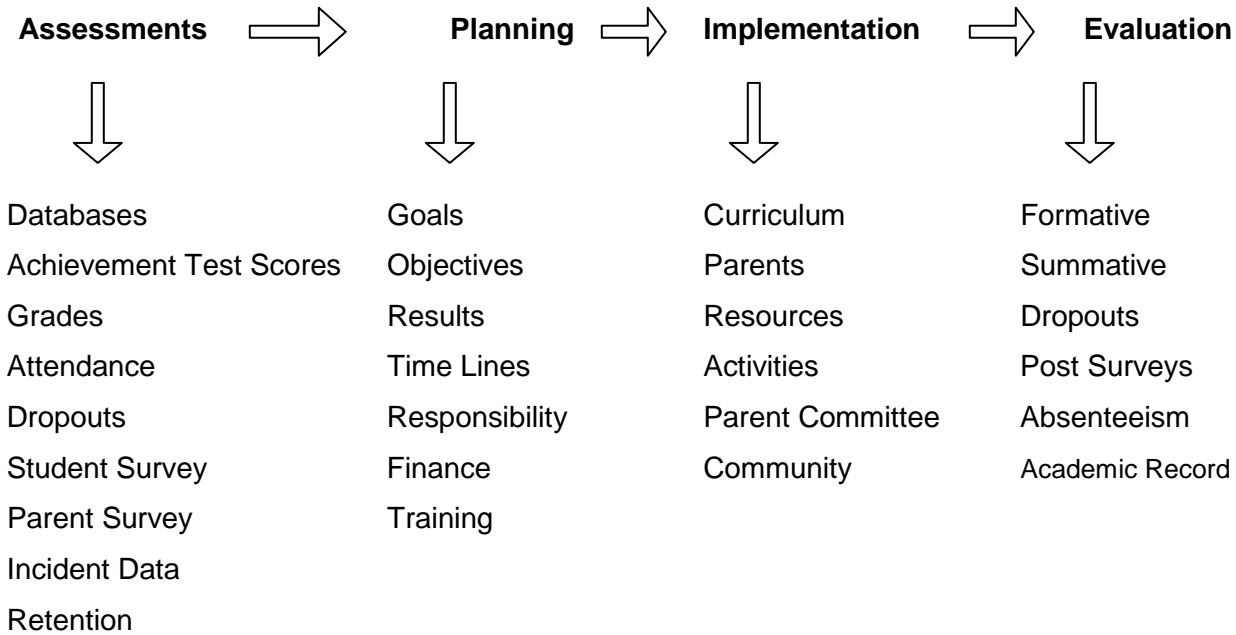 Assessments Planning Implementation Evaluation
Databases Goals Curriculum Formative
Achievement Test Scores Objectives Parents Summative
Grades Results Resources Dropouts
Attendance Time Lines Activities Post Surveys
Dropouts Responsibility Parent Committee Absenteeism
Student Survey Finance Community Academic Record
Parent Survey Training
Incident Data
Retention